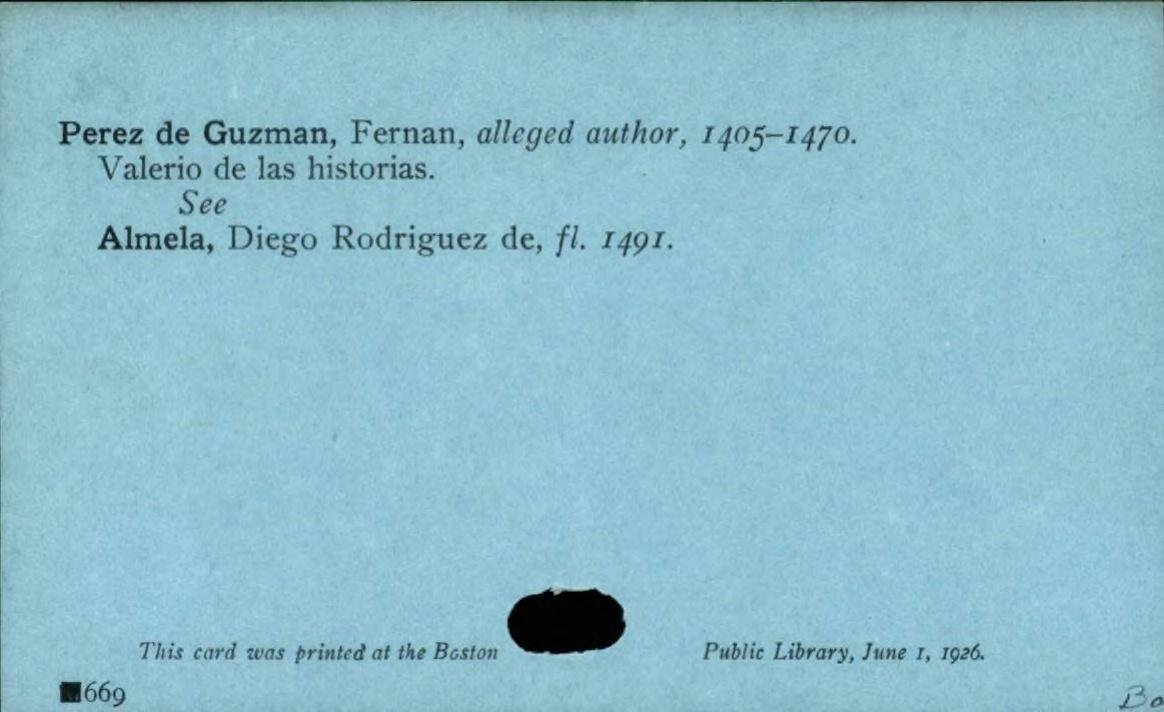 Perez de Guzman, Fernan, alleged author, 1405–1470.
Valerio de las historias.
See
Almela, Diego Rodriguez de, fl. 1491.
This card was printed at the Boston Public Library, June 1, 1926.
■669
Bo